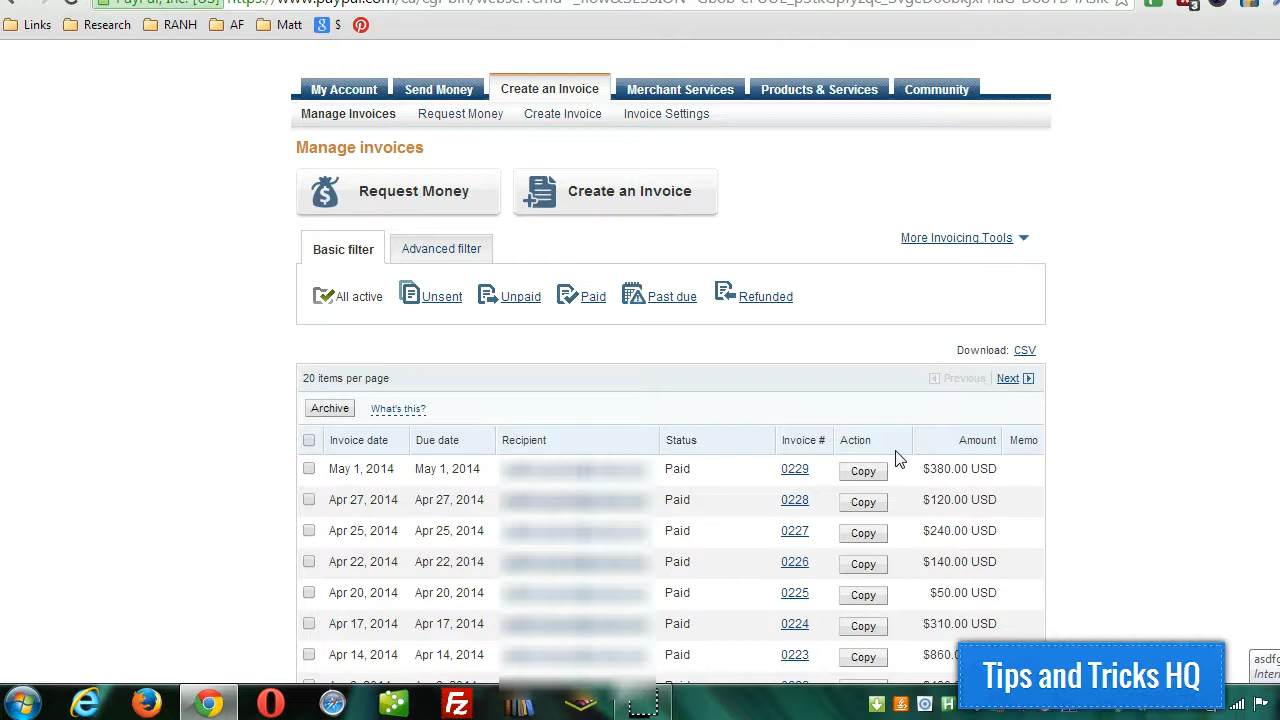 Links Research RANH AF Matt $
My Account Send Money Create an Invoice Merchant Services Products & Services Community
Manage Invoices Request Money Create Invoice Invoice Settings
Manage invoices
Request Money Create an Invoice
Basic filter Advanced filter More Invoicing Tools
All active Unsent Unpaid Paid Past due Refunded
Download: CSV
20 items per page Previous Next
Archive What's this?
Invoice date Due date Recipient Status Invoice # Action Amount Memo
May 1, 2014 May 1, 2014 Paid 0229 Copy $380.00 USD
Apr 27, 2014 Apr 27, 2014 Paid 0228 Copy $120.00 USD
Apr 25, 2014 Apr 25, 2014 Paid 0227 Copy $240.00 USD
Apr 22, 2014 Apr 22, 2014 Paid 0226 Copy $140.00 USD
Apr 20, 2014 Apr 20, 2014 Paid 0225 Copy $50.00 USD
Apr 17, 2014 Apr 17, 2014 Paid 0224 Copy $310.00 USD
Apr 14, 2014 Apr 14, 2014 Paid 0223 Copy $860
Tips and Tricks HQ